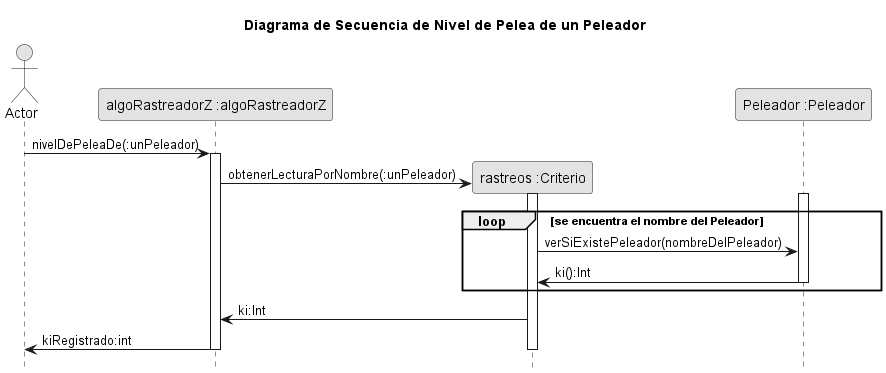 Diagrama de Secuencia de Nivel de Pelea de un Peleador
Actor
algoRastreadorZ :algoRastreadorZ
Peleador :Peleador
nivelDePeleaDe(:unPeleador)
obtenerLecturaPorNombre(:unPeleador)
rastreos :Criterio
loop
[se encuentra el nombre del Peleador]
verSiExistePeleador(nombreDelPeleador)
ki():Int
ki:Int
kiRegistrado:int